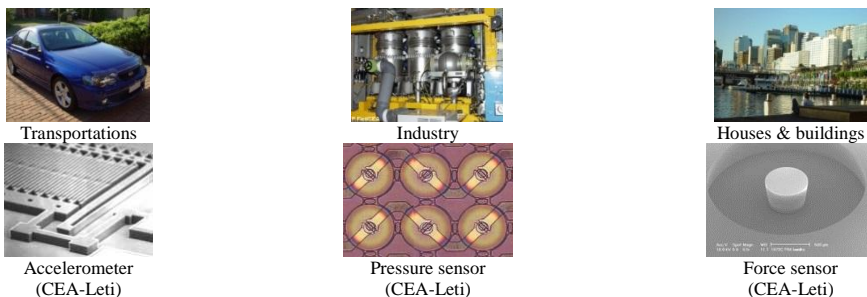 Transportations
Industry
Houses & buildings
Accelerometer
(CEA-Leti)
Pressure sensor
(CEA-Leti)
Force sensor
(CEA-Leti)